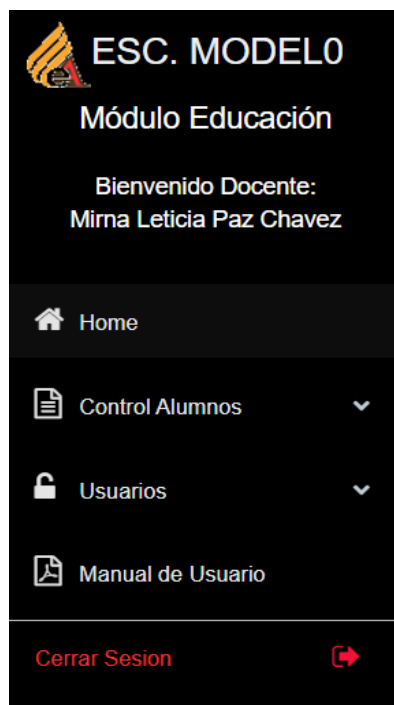 ESC. MODEL0
Módulo Educación
Bienvenido Docente:
Mirna Leticia Paz Chavez
Home
Control Alumnos
Usuarios
Manual de Usuario
Cerrar Sesion